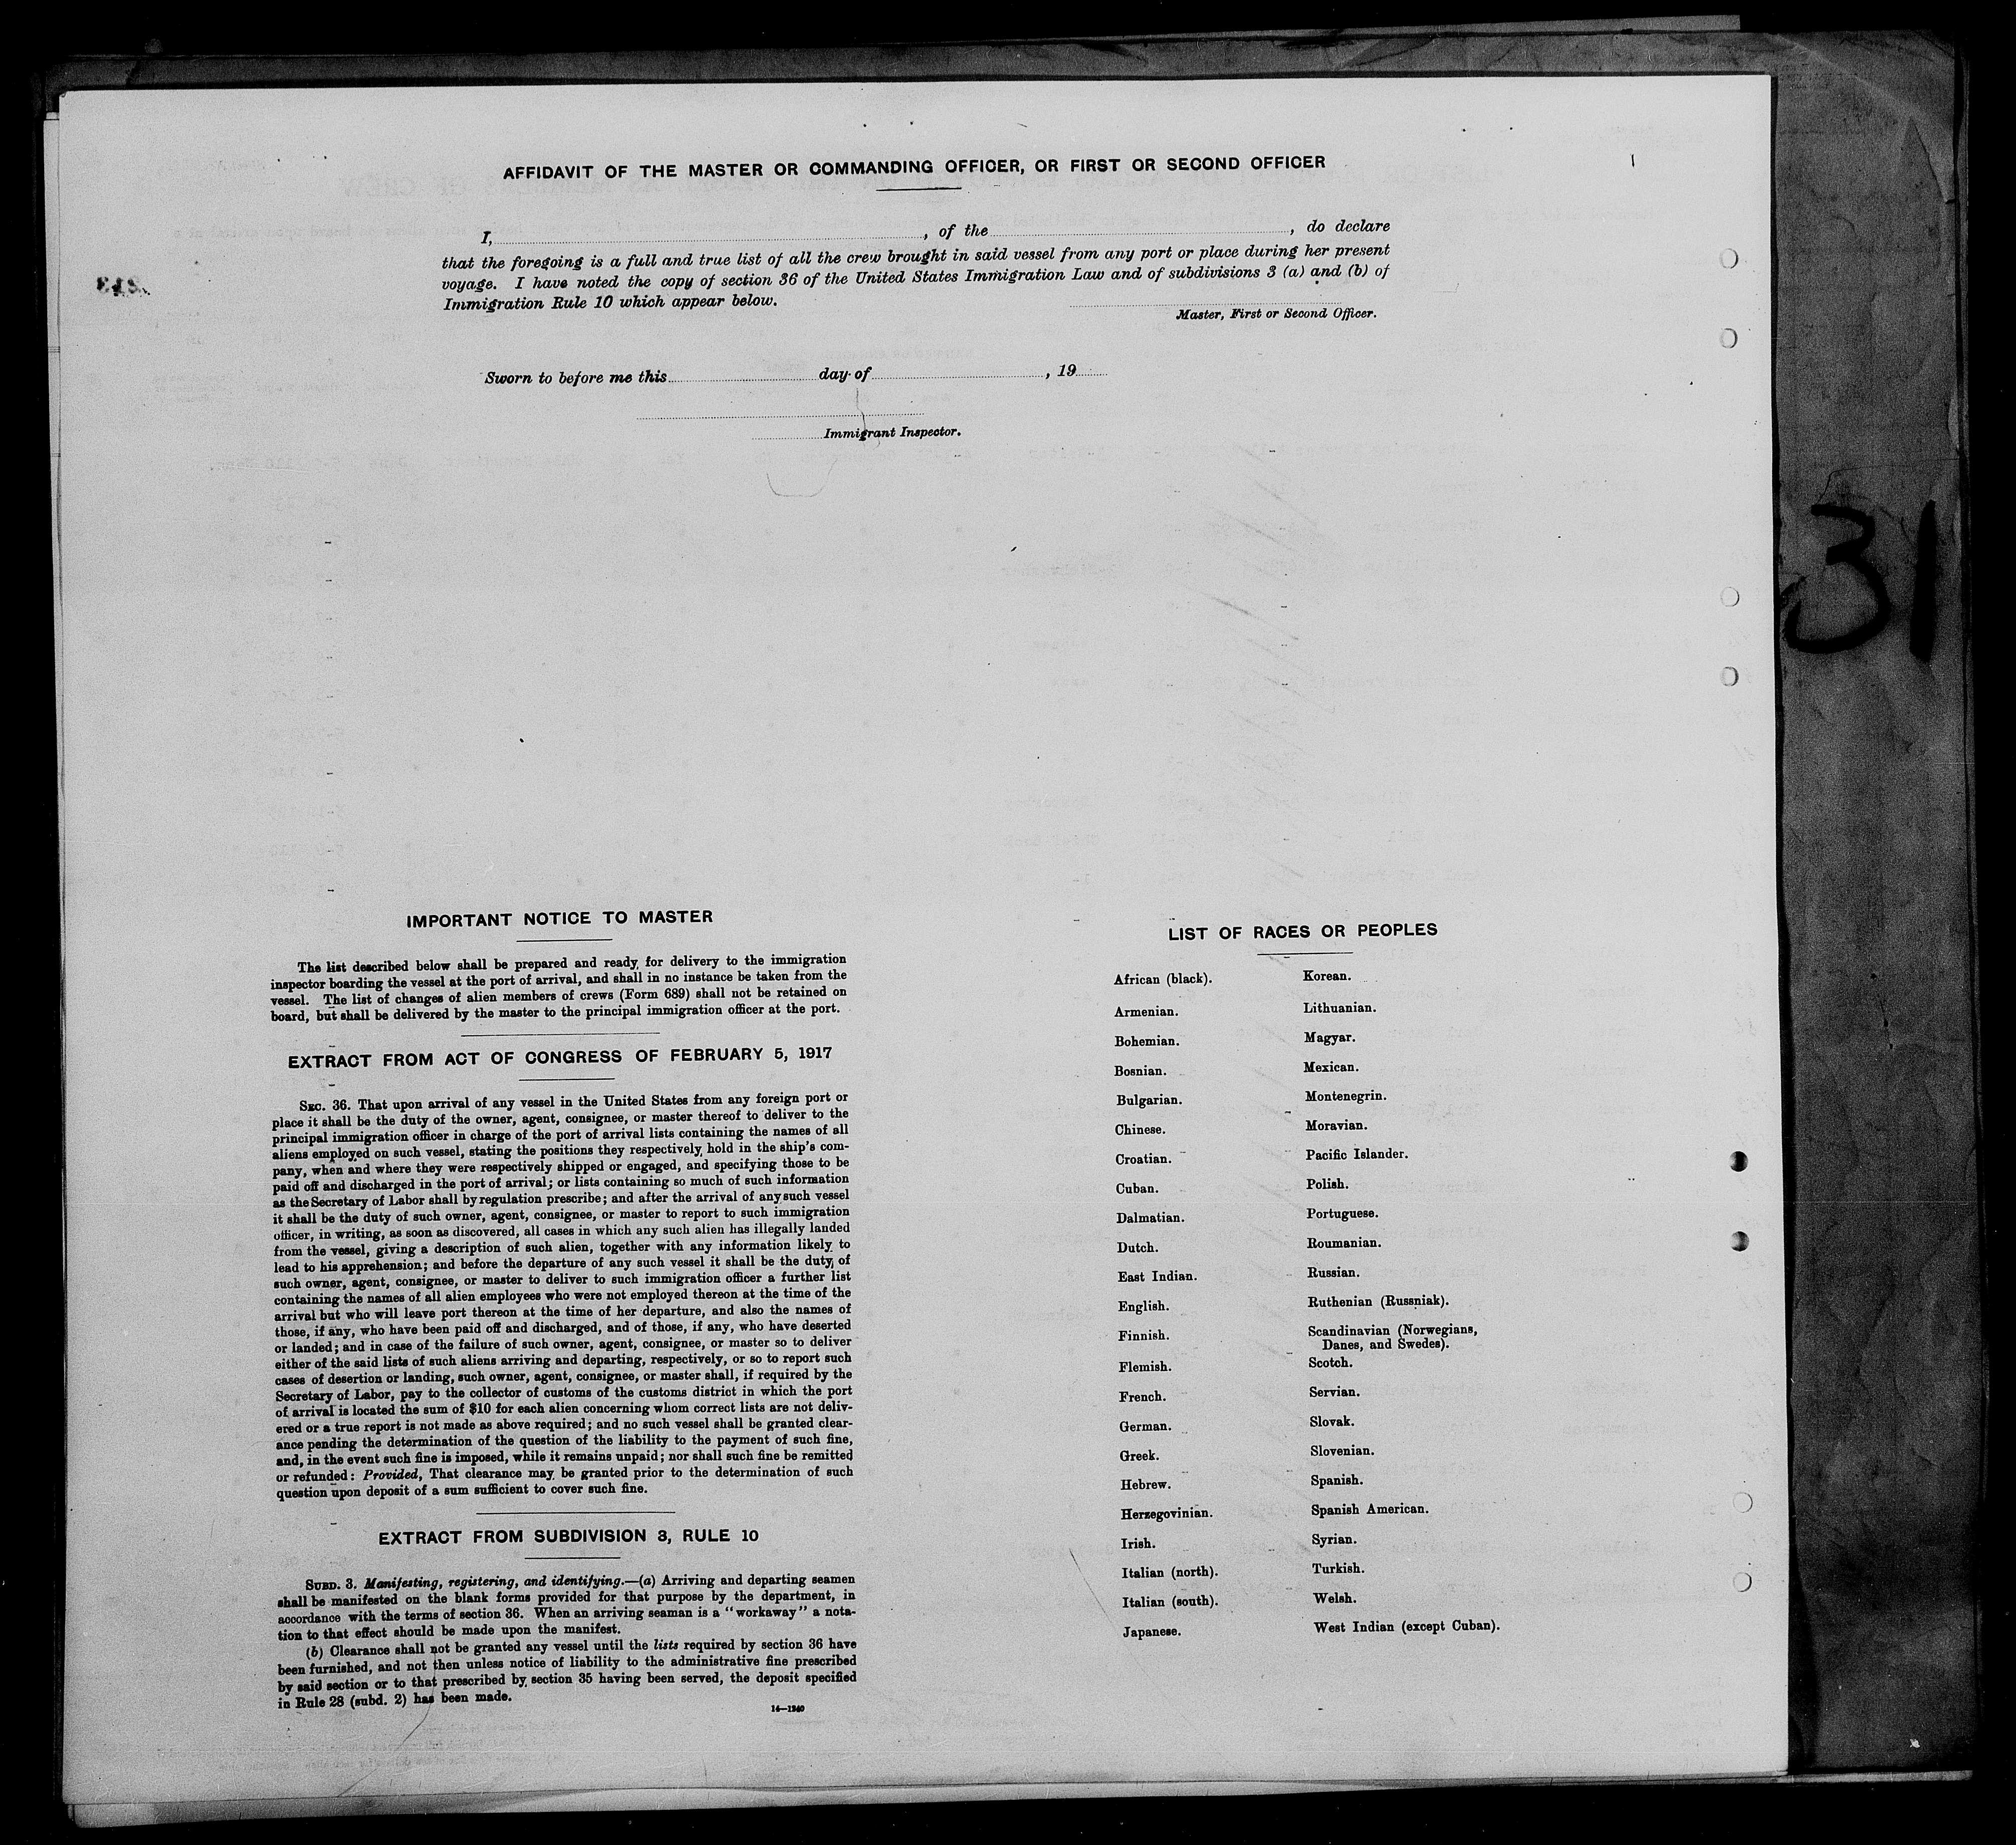 AFFIDAVIT OF THE MASTER OR COMMANDING OFFICER, OR FIRST OR SECOND OFFICER
I, , of the , do declare
that the foregoing is a full and true list of all the crew brought in said vessel from any port or place during her present
voyage. I have noted the copy of section 36 of the United States Immigration Law and of subdivisions 3 (a) and (b) of
Immigration Rule 10 which appear below.
Master, First or Second Officer.
Sworn to before me this day of , 19
Immigrant Inspector.
31
IMPORTANT NOTICE TO MASTER
The list described below shall be prepared and ready for delivery to the immigration
inspector boarding the vessel at the port of arrival, and shall in no instance be taken from the
vessel. The list of changes of alien members of crews (Form 689) shall not be retained on
board, but shall be delivered by the master to the principal immigration officer at the port.
EXTRACT FROM ACT OF CONGRESS OF FEBRUARY 5, 1917
SEC. 36. That upon arrival of any vessel in the United States from any foreign port or
place it shall be the duty of the owner, agent, consignee, or master thereof to deliver to the
principal immigration officer in charge of the port of arrival lists containing the names of all
aliens employed on such vessel, stating the positions they respectively hold in the ship's com-
pany, when and where they were respectively shipped or engaged, and specifying those to be
paid off and discharged in the port of arrival; or lists containing so much of such information
as the Secretary of Labor shall by regulation prescribe; and after the arrival of any such vessel
it shall be the duty of such owner, agent, consignee, or master to report to such immigration
officer, in writing, as soon as discovered, all cases in which any such alien has illegally landed
from the vessel, giving a description of such alien, together with any information likely to
lead to his apprehension; and before the departure of any such vessel it shall be the duty of
such owner, agent, consignee, or master to deliver to such immigration officer a further list
containing the names of all alien employees who were not employed thereon at the time of the
arrival but who will leave port thereon at the time of her departure, and also the names of
those, if any, who have been paid off and discharged, and of those, if any, who have deserted
or landed; and in case of the failure of such owner, agent, consignee, or master so to deliver
either of the said lists of such aliens arriving and departing, respectively, or so to report such
cases of desertion or landing, such owner, agent, consignee, or master shall, if required by the
Secretary of Labor, pay to the collector of customs of the customs district in which the port
of arrival is located the sum of $10 for each alien concerning whom correct lists are not deliv-
ered or a true report is not made as above required; and no such vessel shall be granted clear-
ance pending the determination of the question of the liability to the payment of such fine,
and, in the event such fine is imposed, while it remains unpaid; nor shall such fine be remitted
or refunded: Provided, That clearance may be granted prior to the determination of such
question upon deposit of a sum sufficient to cover such fine.
EXTRACT FROM SUBDIVISION 3, RULE 10
SUBD. 3. Manifesting, registering, and identifying.—(a) Arriving and departing seamen
shall be manifested on the blank forms provided for that purpose by the department, in
accordance with the terms of section 36. When an arriving seaman is a "workaway" a nota-
tion to that effect should be made upon the manifest.
(b) Clearance shall not be granted any vessel until the lists required by section 36 have
been furnished, and not then unless notice of liability to the administrative fine prescribed
by said section or to that prescribed by section 35 having been served, the deposit specified
in Rule 28 (subd. 2) has been made.
14—1240
LIST OF RACES OR PEOPLES
African (black).
Armenian.
Bohemian.
Bosnian.
Bulgarian.
Chinese.
Croatian.
Cuban.
Dalmatian.
Dutch.
East Indian.
English.
Finnish.
Flemish.
French.
German.
Greek.
Hebrew.
Herzegovinian.
Irish.
Italian (north).
Italian (south).
Japanese.
Korean.
Lithuanian.
Magyar.
Mexican.
Montenegrin.
Moravian.
Pacific Islander.
Polish.
Portuguese.
Roumanian.
Russian.
Ruthenian (Russniak).
Scandinavian (Norwegians,
Danes, and Swedes).
Scotch.
Servian.
Slovak.
Slovenian.
Spanish.
Spanish American.
Syrian.
Turkish.
Welsh.
West Indian (except Cuban).